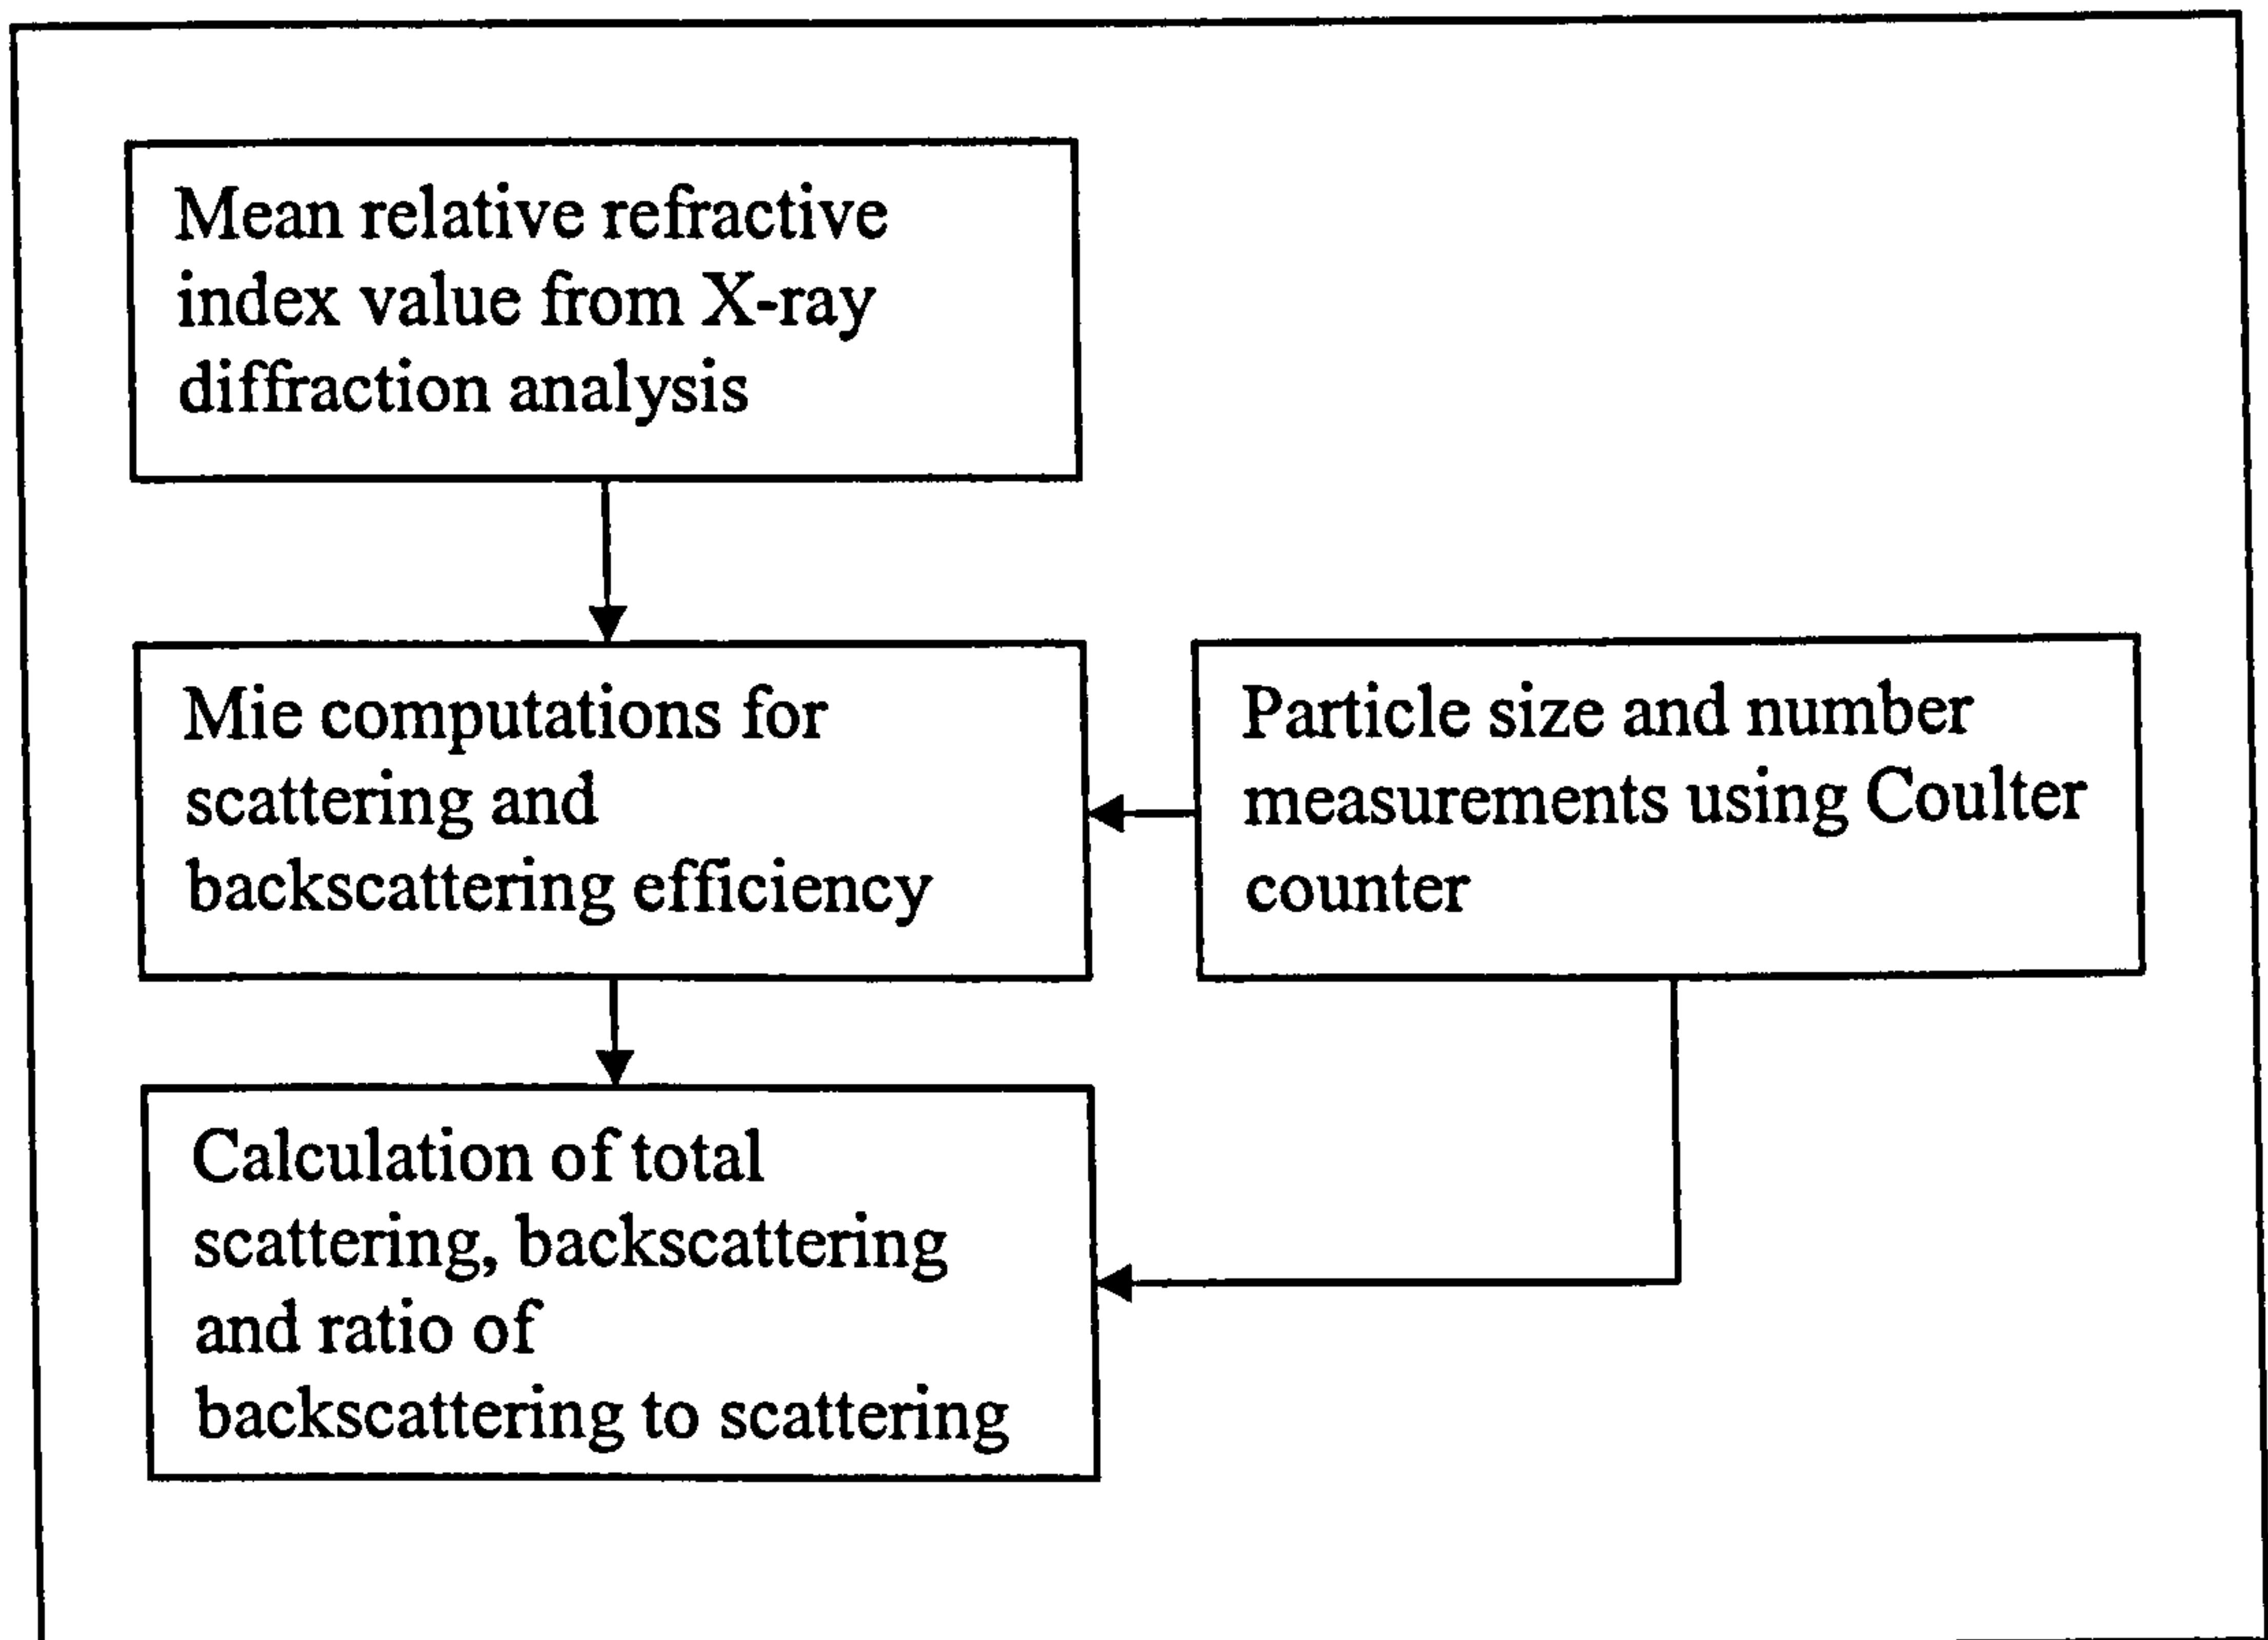 Mean relative refractive
index value from X-ray
diffraction analysis
Mie computations for
scattering and
backscattering efficiency
Particle size and number
measurements using Coulter
counter
Calculation of total
scattering, backscattering
and ratio of
backscattering to scattering